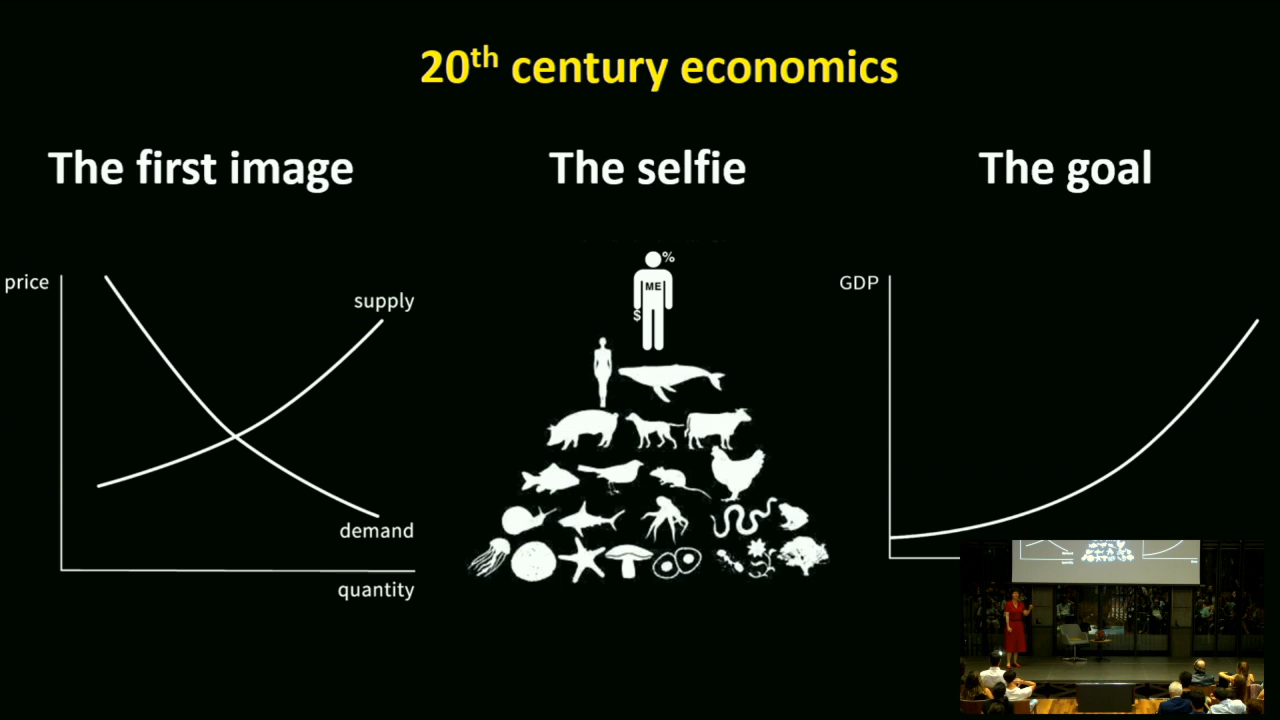 20th century economics
The first image
The selfie
The goal
price
supply
demand
quantity
%
ME
$
GDP